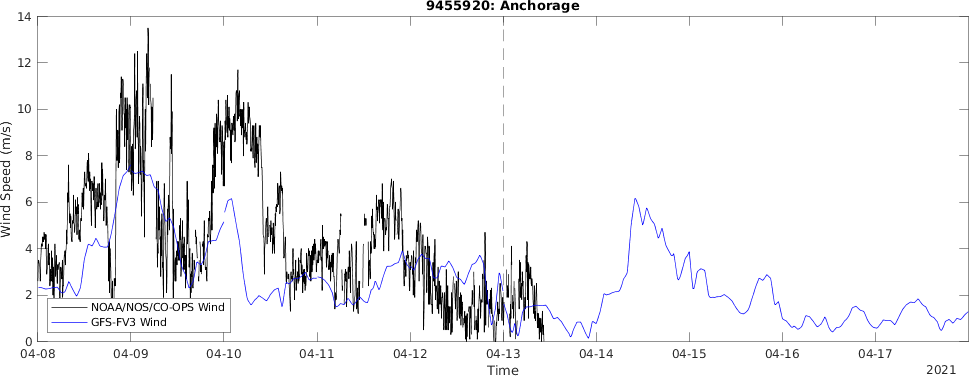 9455920: Anchorage
14
12
10
8
6
4
2
0
Wind Speed (m/s)
NOAA/NOS/CO-OPS Wind
GFS-FV3 Wind
04-08 04-09 04-10 04-11 04-12 04-13 04-14 04-15 04-16 04-17
Time
2021